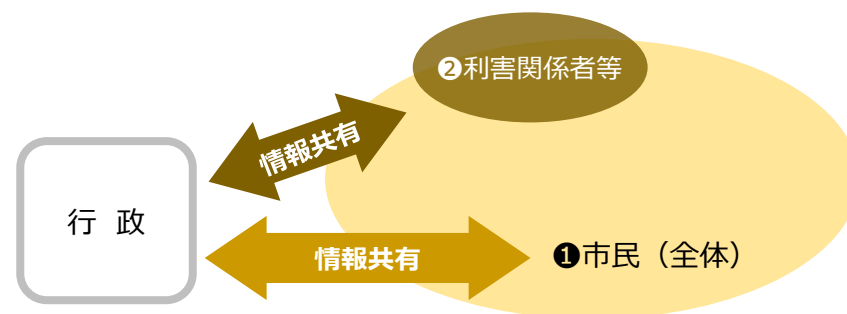 ❷利害関係者等
情報共有
行 政
情報共有
❶市民（全体）